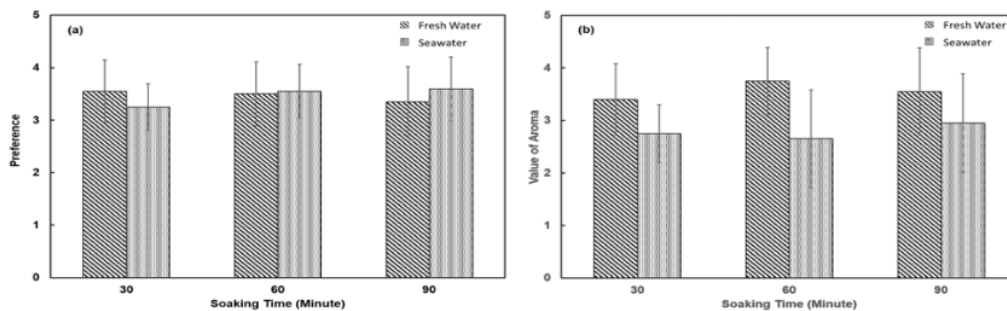 (a)
Fresh Water
Seawater
Preference
5
4
3
2
1
0
30 60 90
Soaking Time (Minute)
(b)
Fresh Water
Seawater
Value of Aroma
5
4
3
2
1
0
30 60 90
Soaking Time (Minute)